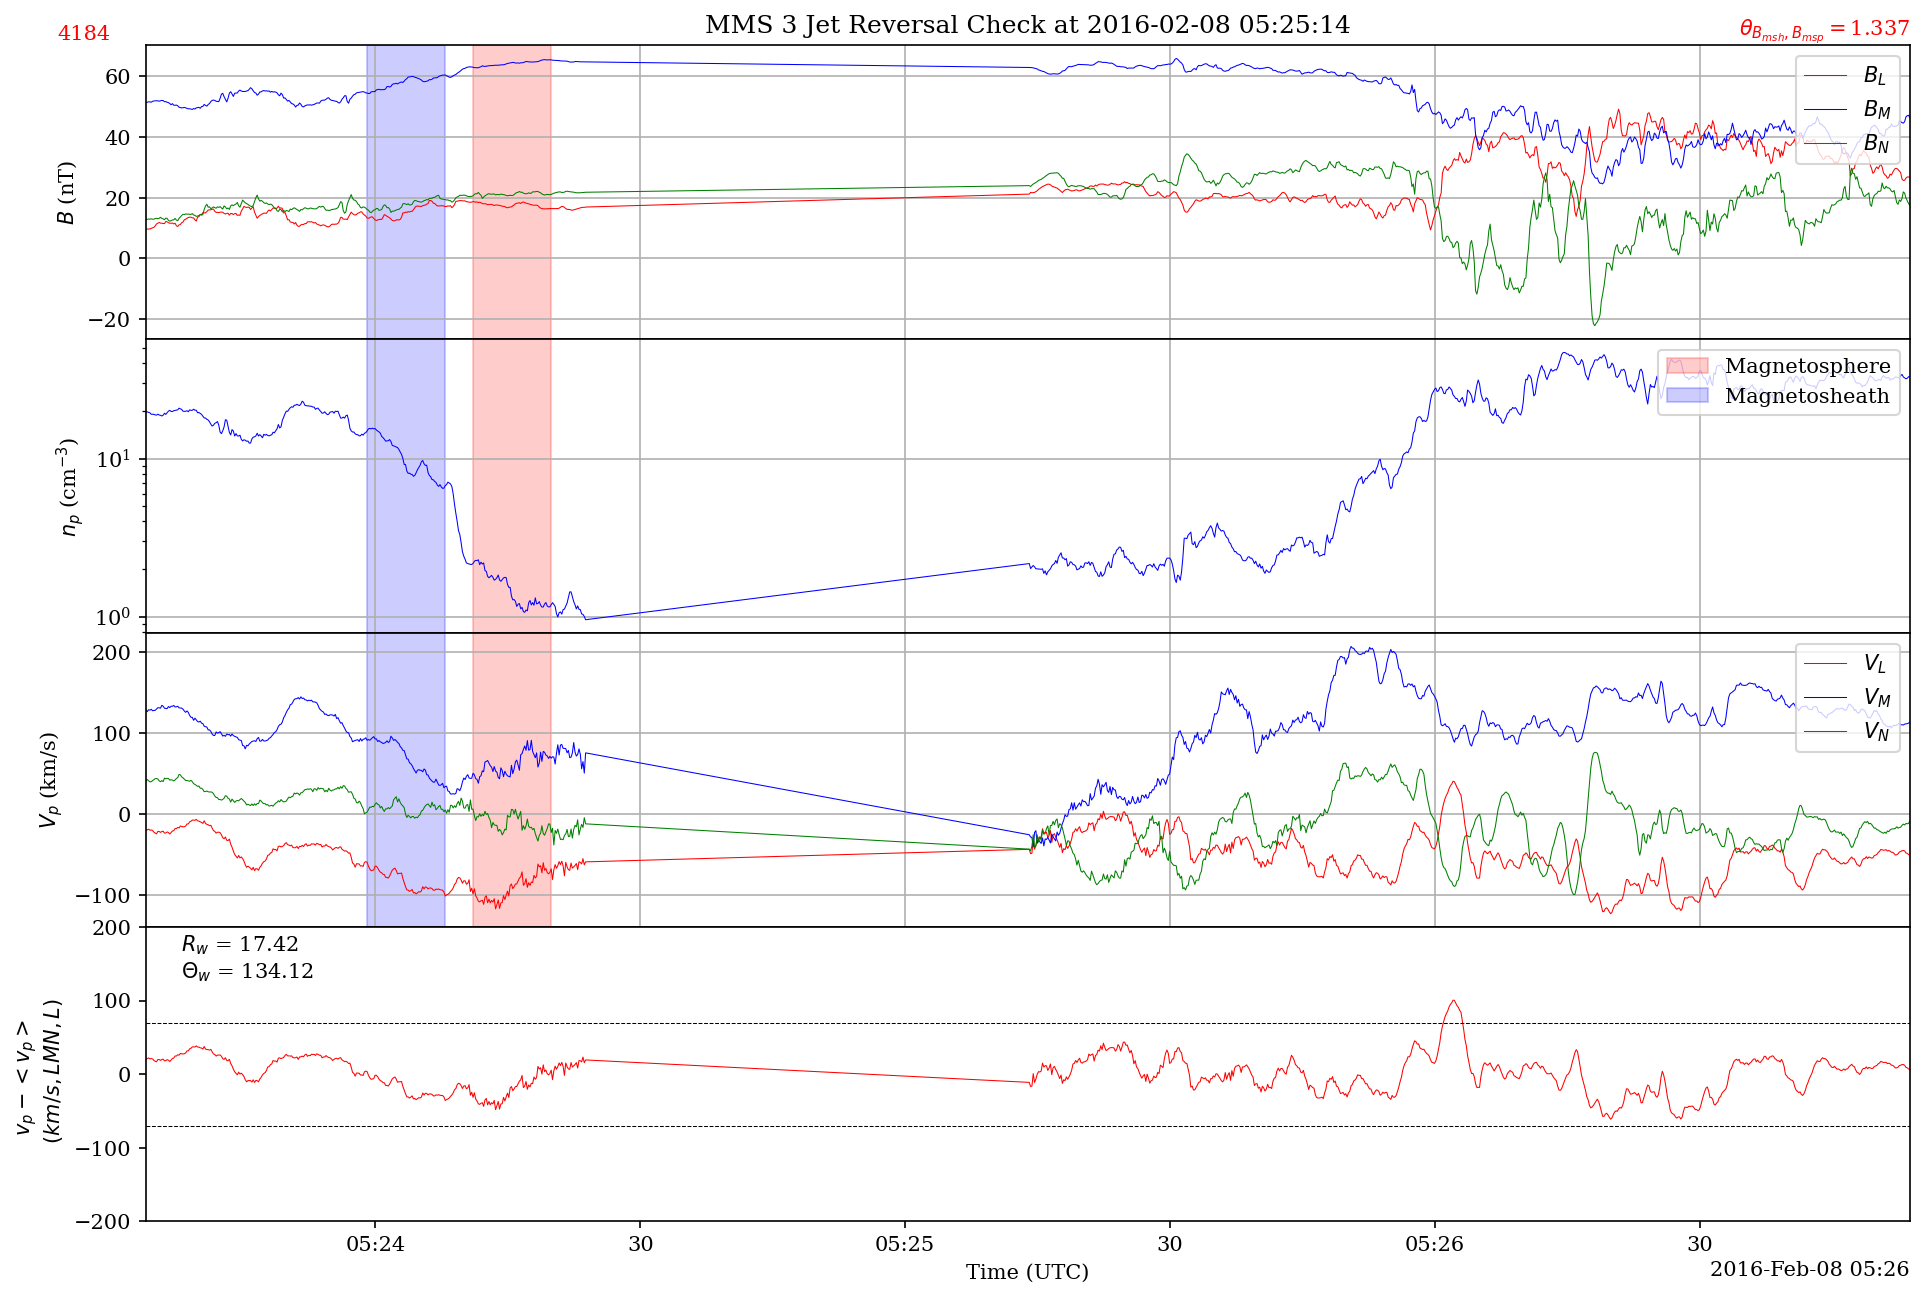 4184
MMS 3 Jet Reversal Check at 2016-02-08 05:25:14
θ_{B_{msh}, B_{msp}} = 1.337
60
40
20
0
−20
B (nT)
B_L
B_M
B_N
10^1
10^0
n_p (cm^{−3})
Magnetosphere
Magnetosheath
200
100
0
−100
V_p (km/s)
V_L
V_M
V_N
200
100
0
−100
−200
v_p − < v_p >
(km/s, LMN, L)
R_w = 17.42
Θ_w = 134.12
05:24
30
05:25
30
05:26
30
Time (UTC)
2016-Feb-08 05:26